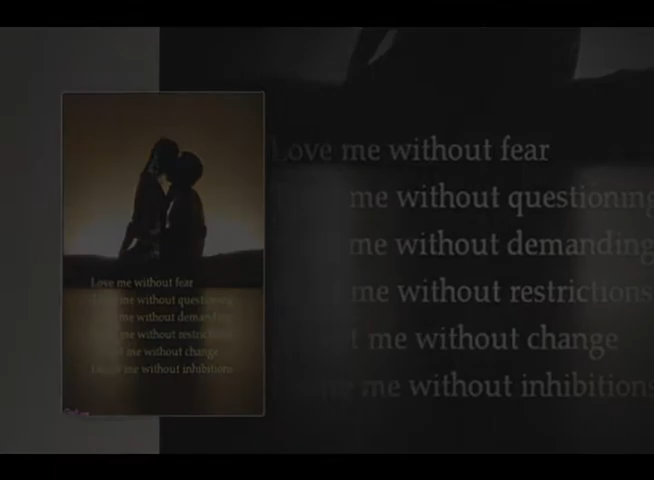 Love me without fear
me without questioning
me without demanding
me without restrictions
me without change
me without inhibitions
Love me without fear
me without questioning
me without demanding
me without restrictions
me without change
me without inhibitions